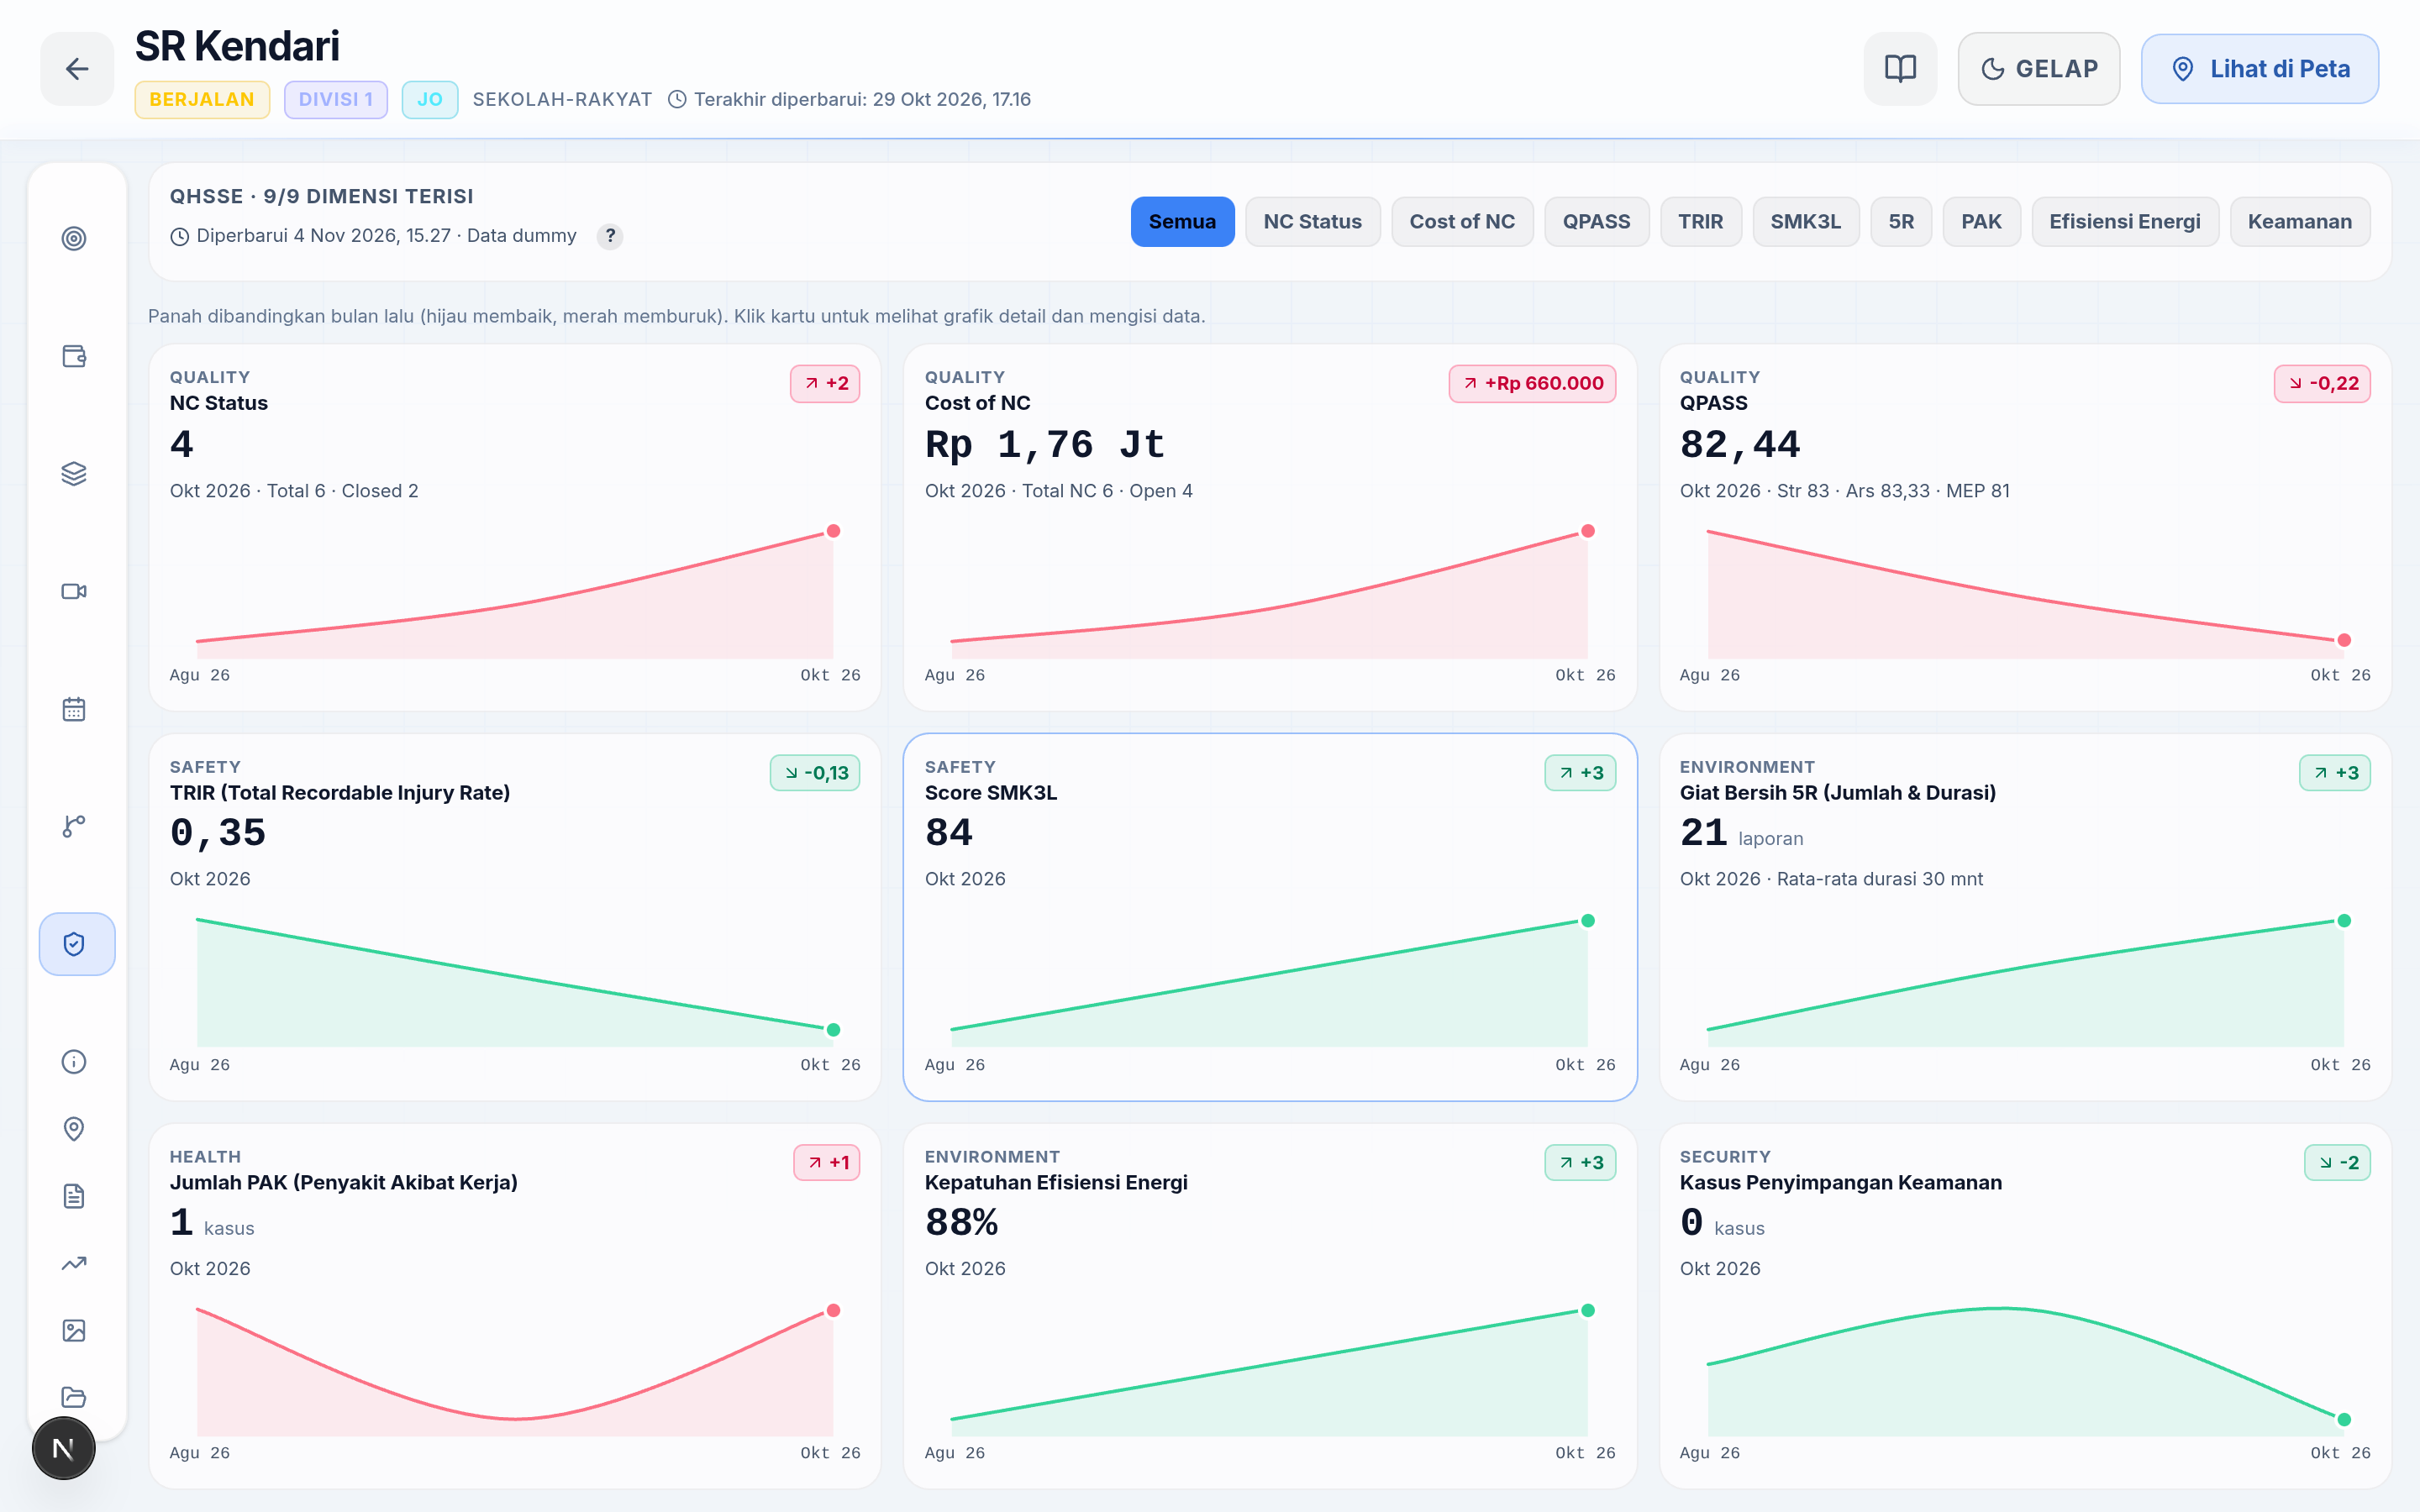 SR Kendari
BERJALAN DIVISI 1 JO SEKOLAH-RAKYAT Terakhir diperbarui: 29 Okt 2026, 17.16
GELAP
Lihat di Peta
QHSSE · 9/9 DIMENSI TERISI
Diperbarui 4 Nov 2026, 15.27 · Data dummy ?
Semua NC Status Cost of NC QPASS TRIR SMK3L 5R PAK Efisiensi Energi Keamanan
Panah dibandingkan bulan lalu (hijau membaik, merah memburuk). Klik kartu untuk melihat grafik detail dan mengisi data.
QUALITY
NC Status
+2
4
Okt 2026 · Total 6 · Closed 2
Agu 26 Okt 26
QUALITY
Cost of NC
+Rp 660.000
Rp 1,76 Jt
Okt 2026 · Total NC 6 · Open 4
Agu 26 Okt 26
QUALITY
QPASS
-0,22
82,44
Okt 2026 · Str 83 · Ars 83,33 · MEP 81
Agu 26 Okt 26
SAFETY
TRIR (Total Recordable Injury Rate)
-0,13
0,35
Okt 2026
Agu 26 Okt 26
SAFETY
Score SMK3L
+3
84
Okt 2026
Agu 26 Okt 26
ENVIRONMENT
Giat Bersih 5R (Jumlah & Durasi)
+3
21 laporan
Okt 2026 · Rata-rata durasi 30 mnt
Agu 26 Okt 26
HEALTH
Jumlah PAK (Penyakit Akibat Kerja)
+1
1 kasus
Okt 2026
Agu 26 Okt 26
ENVIRONMENT
Kepatuhan Efisiensi Energi
+3
88%
Okt 2026
Agu 26 Okt 26
SECURITY
Kasus Penyimpangan Keamanan
-2
0 kasus
Okt 2026
Agu 26 Okt 26
N